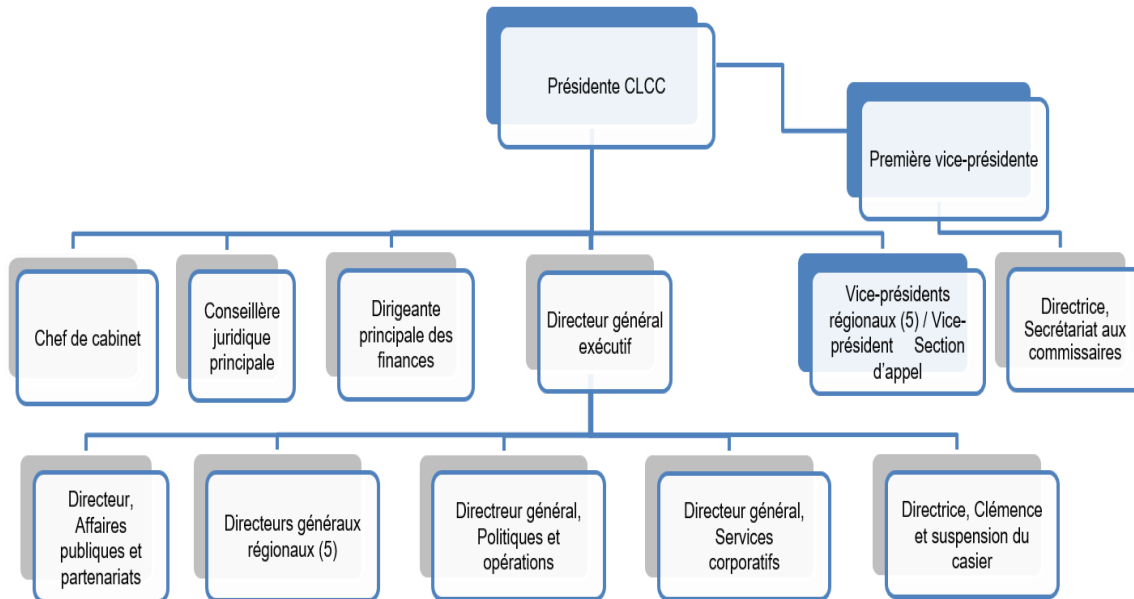 Présidente CLCC
Première vice-présidente
Chef de cabinet
Conseillère
juridique
principale
Dirigeante
principale des
finances
Directeur général
exécutif
Vice-présidents
régionaux (5) / Vice-
président Section
d’appel
Directrice,
Secrétariat aux
commissaires
Directeur,
Affaires
publiques et
partenariats
Directeurs généraux
régionaux (5)
Directreur général,
Politiques et
opérations
Directeur général,
Services
corporatifs
Directrice, Clémence
et suspension du
casier